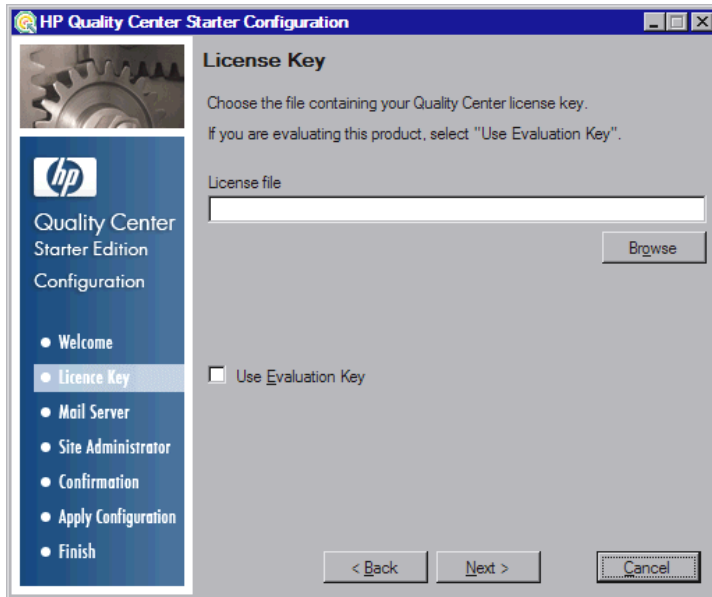 HP Quality Center Starter Configuration
License Key
Choose the file containing your Quality Center license key.
If you are evaluating this product, select "Use Evaluation Key".
License file
Browse
hp
Quality Center
Starter Edition
Configuration
Welcome
Licence Key
Mail Server
Site Administrator
Confirmation
Apply Configuration
Finish
Use Evaluation Key
< Back
Next >
Cancel